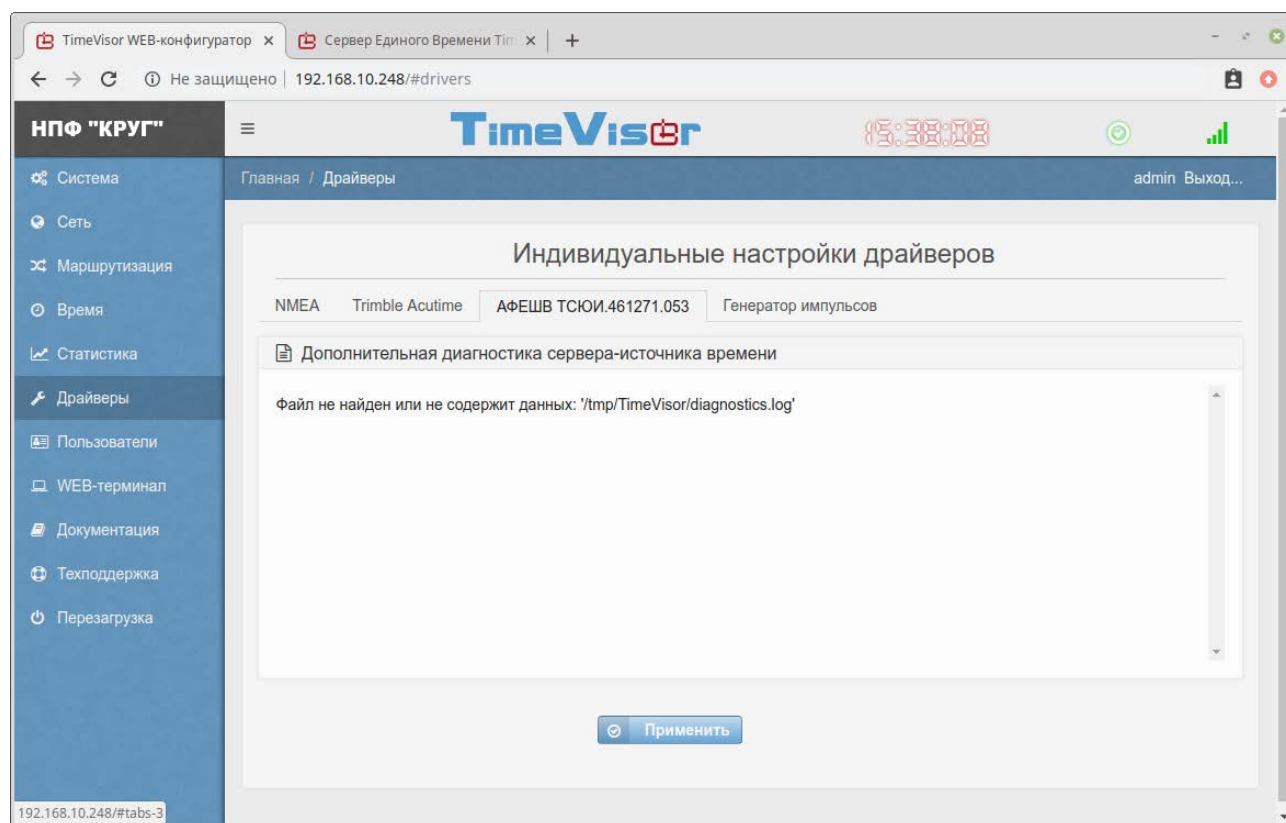 TimeVisor WEB-конфигуратор
Сервер Единого Времени Tim
Не защищено 192.168.10.248/#drivers
НПФ "КРУГ"
TimeVisor
15:38:08
Система
Главная / Драйверы
admin Выход...
Сеть
Маршрутизация
Время
Статистика
Драйверы
Пользователи
WEB-терминал
Документация
Техподдержка
Перезагрузка
Индивидуальные настройки драйверов
NMEA Trimble Acutime АФЕШВ ТСЮИ.461271.053 Генератор импульсов
Дополнительная диагностика сервера-источника времени
Файл не найден или не содержит данных: '/tmp/TimeVisor/diagnostics.log'
Применить
192.168.10.248/#tabs-3